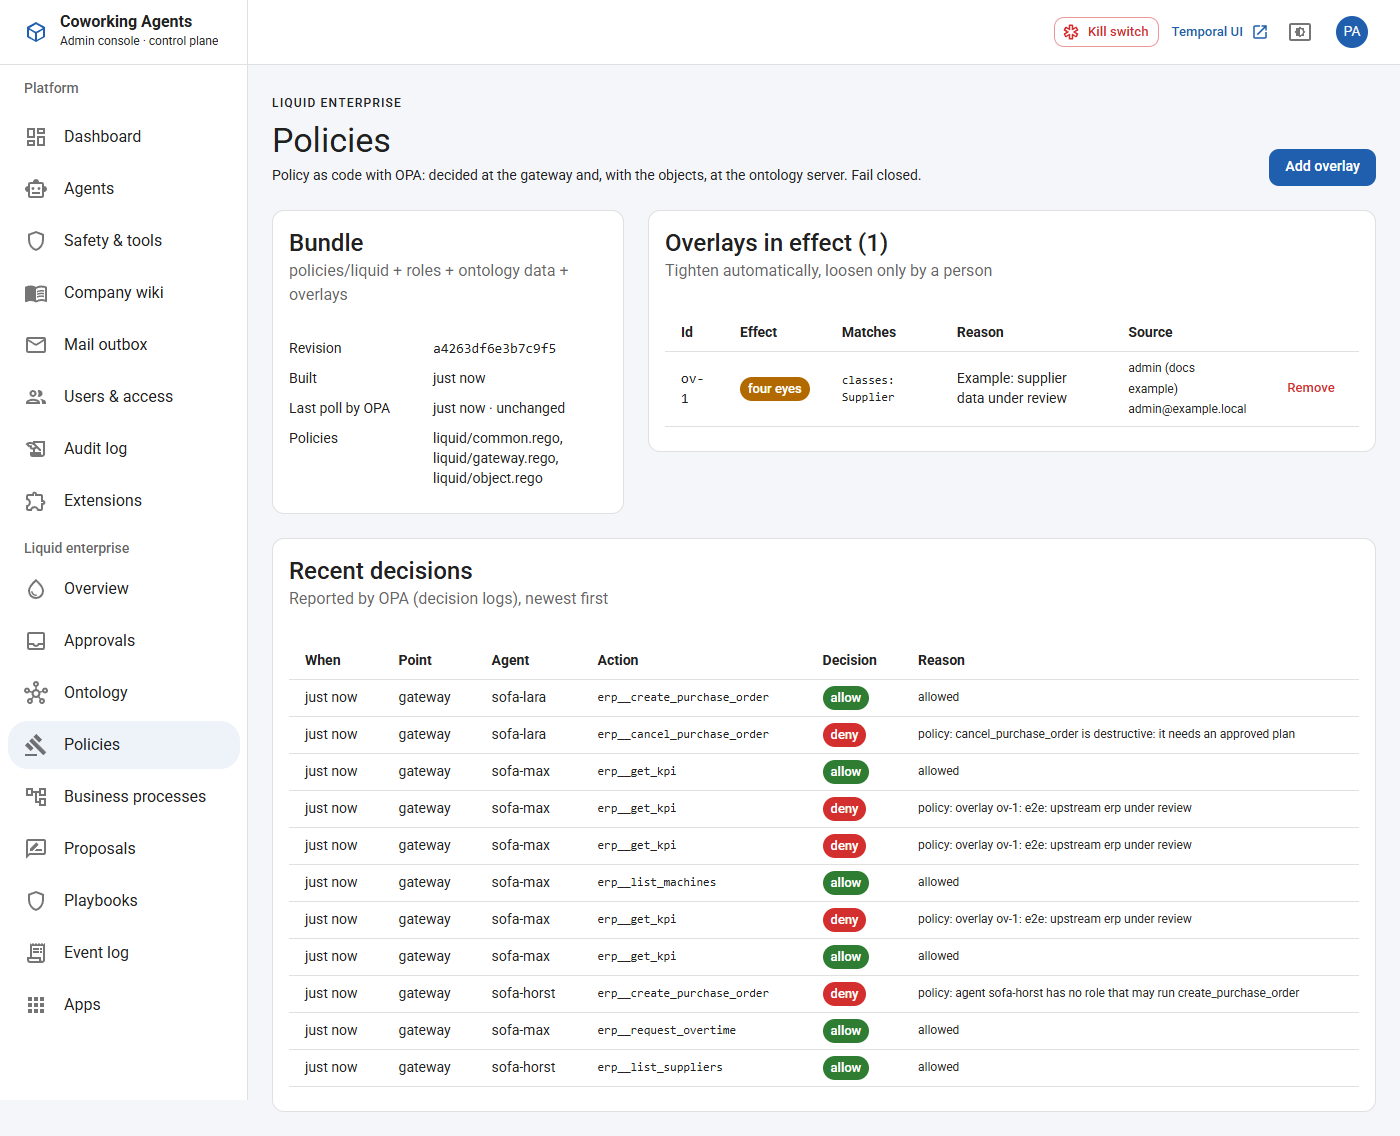 Coworking Agents
Admin console · control plane
Kill switch
Temporal UI
PA
Platform
Dashboard
Agents
Safety & tools
Company wiki
Mail outbox
Users & access
Audit log
Extensions
Liquid enterprise
Overview
Approvals
Ontology
Policies
Business processes
Proposals
Playbooks
Event log
Apps
LIQUID ENTERPRISE
Policies
Policy as code with OPA: decided at the gateway and, with the objects, at the ontology server. Fail closed.
Add overlay
Bundle
policies/liquid + roles + ontology data +
overlays
Revision a4263df6e3b7c9f5
Built just now
Last poll by OPA just now · unchanged
Policies liquid/common.rego,
liquid/gateway.rego,
liquid/object.rego
Overlays in effect (1)
Tighten automatically, loosen only by a person
Id Effect Matches Reason Source
ov-
1
four eyes
classes:
Supplier
Example: supplier
data under review
admin (docs
example)
admin@example.local
Remove
Recent decisions
Reported by OPA (decision logs), newest first
When Point Agent Action Decision Reason
just now gateway sofa-lara erp__create_purchase_order allow allowed
just now gateway sofa-lara erp__cancel_purchase_order deny policy: cancel_purchase_order is destructive: it needs an approved plan
just now gateway sofa-max erp__get_kpi allow allowed
just now gateway sofa-max erp__get_kpi deny policy: overlay ov-1: e2e: upstream erp under review
just now gateway sofa-max erp__get_kpi deny policy: overlay ov-1: e2e: upstream erp under review
just now gateway sofa-max erp__list_machines allow allowed
just now gateway sofa-max erp__get_kpi deny policy: overlay ov-1: e2e: upstream erp under review
just now gateway sofa-max erp__get_kpi allow allowed
just now gateway sofa-horst erp__create_purchase_order deny policy: agent sofa-horst has no role that may run create_purchase_order
just now gateway sofa-max erp__request_overtime allow allowed
just now gateway sofa-horst erp__list_suppliers allow allowed